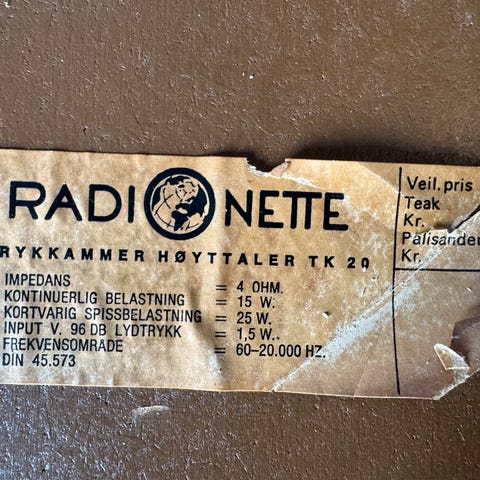 RADIONETTE
RYKKAMMER HØYTTALER TK 20
IMPEDANS = 4 OHM.
KONTINUERLIG BELASTNING = 15 W.
KORTVARIG SPISSBELASTNING = 25 W.
INPUT V. 96 DB LYDTRYKK = 1,5 W.
FREKVENSOMRADE = 60-20.000 HZ.
DIN 45.573
Veil. pris
Teak
Kr.
Palisander
Kr.